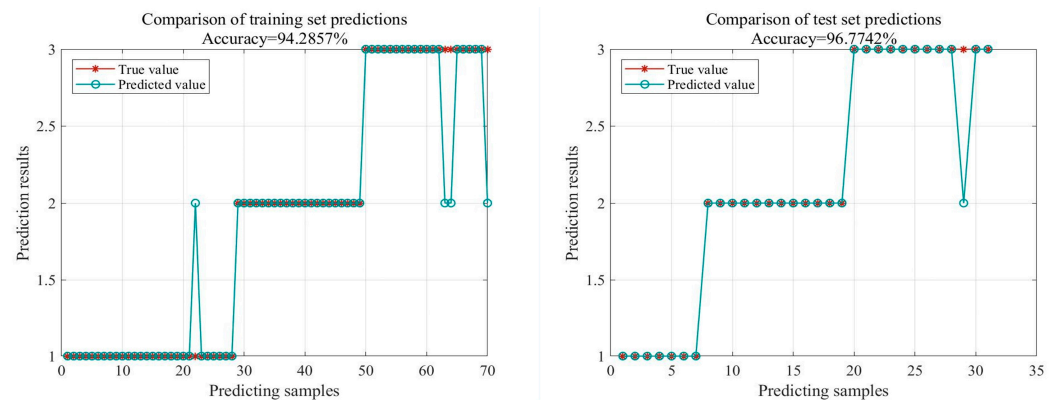 Comparison of training set predictions
Accuracy=94.2857%
True value
Predicted value
3
2.5
2
1.5
1
Prediction results
0
10
20
30
40
50
60
70
Predicting samples
Comparison of test set predictions
Accuracy=96.7742%
True value
Predicted value
3
2.5
2
1.5
1
Prediction results
0
5
10
15
20
25
30
35
Predicting samples